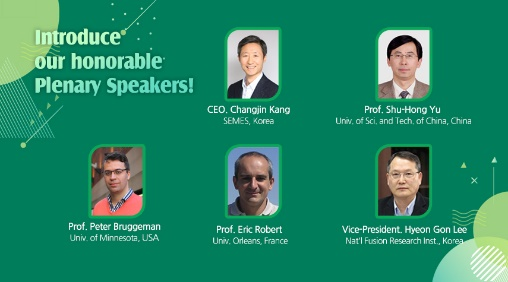 Introduce
our honorable
Plenary Speakers!
CEO. Changjin Kang
SEMES, Korea
Prof. Shu-Hong Yu
Univ. of Sci. and Tech. of China, China
Prof. Peter Bruggeman
Univ. of Minnesota, USA
Prof. Eric Robert
Univ. Orleans, France
Vice-President. Hyeon Gon Lee
Nat'l Fusion Research Inst., Korea